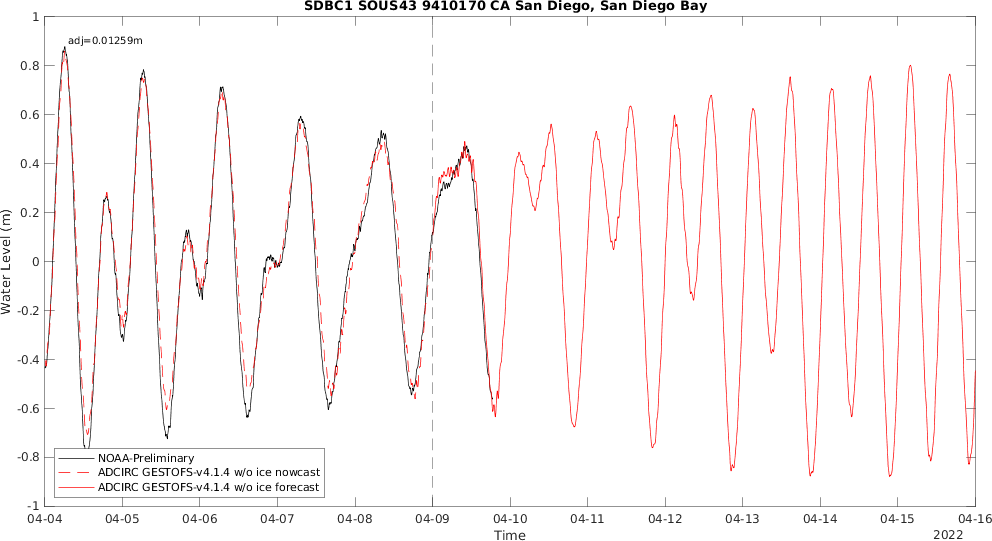 SDBC1 SOUS43 9410170 CA San Diego, San Diego Bay
adj=0.01259m
1
0.8
0.6
0.4
0.2
0
-0.2
-0.4
-0.6
-0.8
-1
Water Level (m)
NOAA-Preliminary
ADCIRC GESTOFS-v4.1.4 w/o ice nowcast
ADCIRC GESTOFS-v4.1.4 w/o ice forecast
04-04 04-05 04-06 04-07 04-08 04-09 04-10 04-11 04-12 04-13 04-14 04-15 04-16
Time
2022